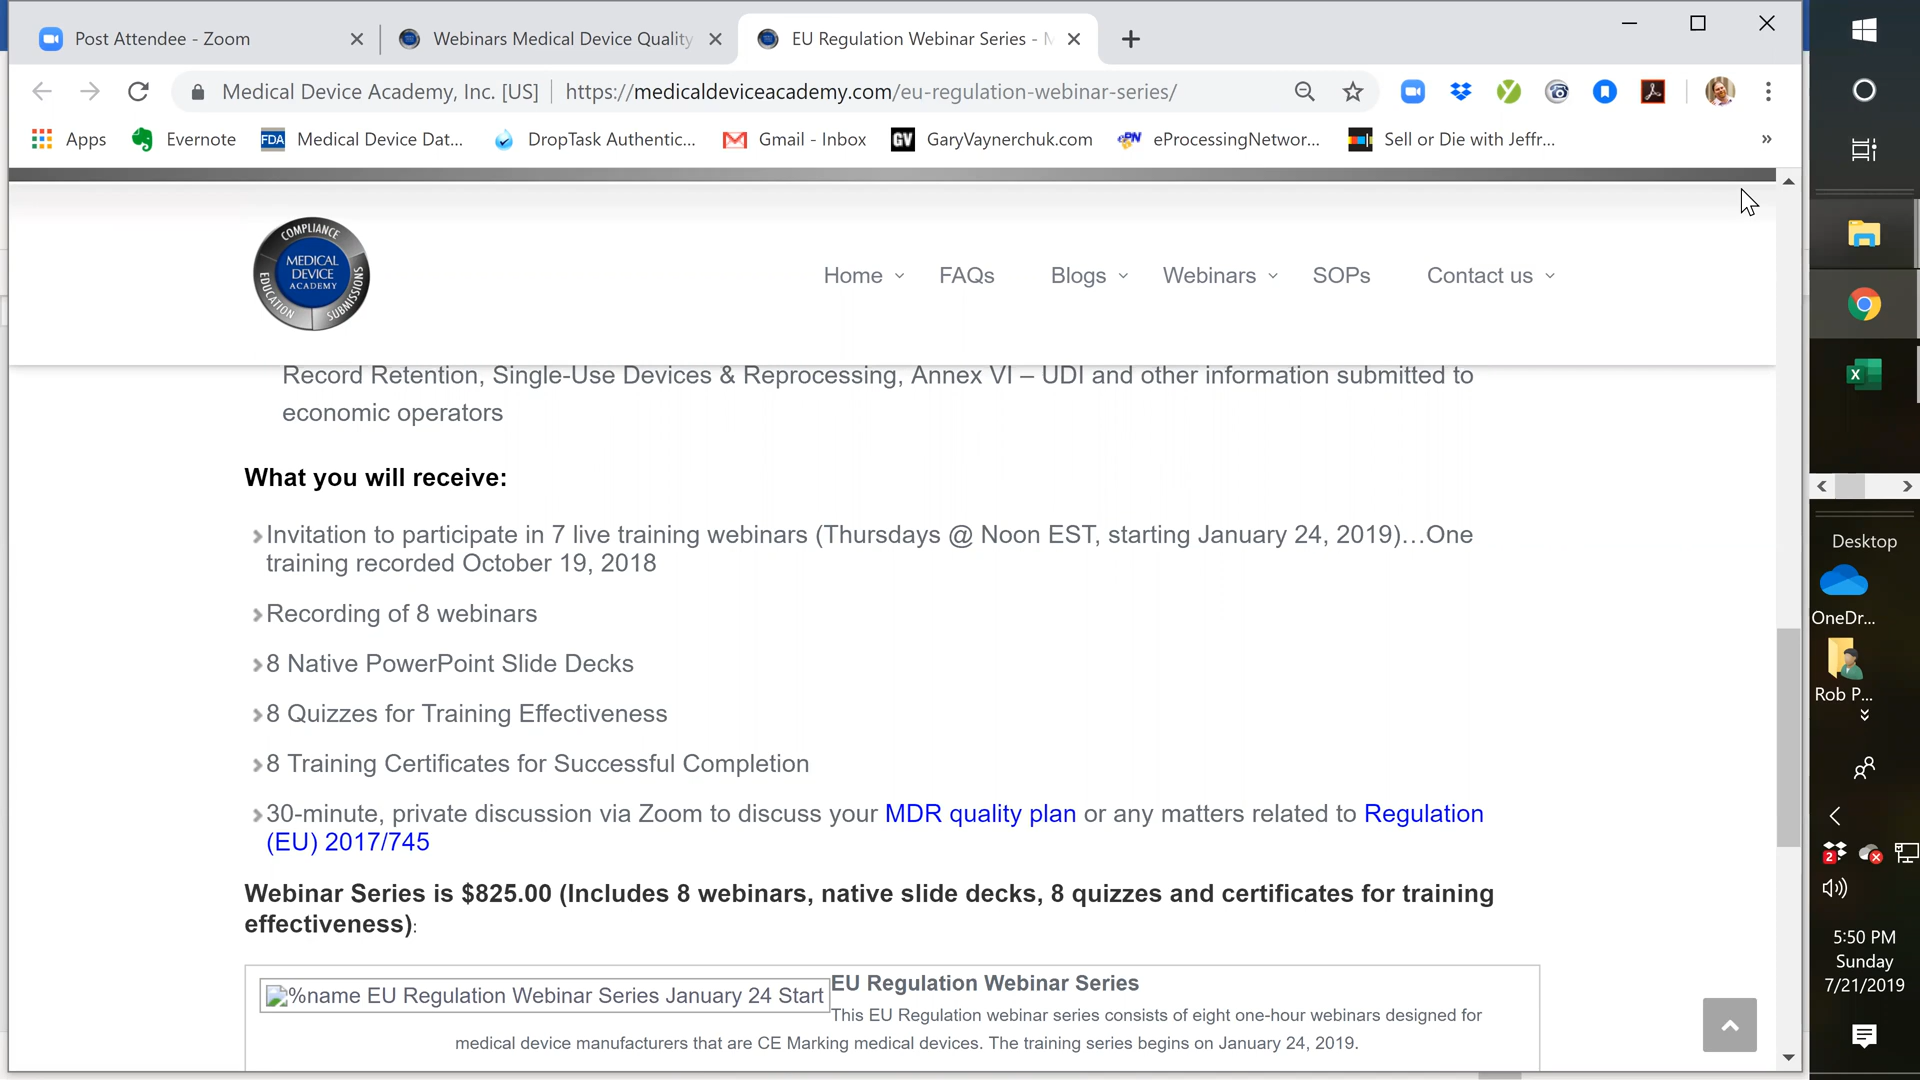 Post Attendee - Zoom
Webinars Medical Device Quality
EU Regulation Webinar Series - M
Medical Device Academy, Inc. [US]
https://medicaldeviceacademy.com/eu-regulation-webinar-series/
Apps
Evernote
FDA
Medical Device Dat...
DropTask Authentic...
Gmail - Inbox
GV
GaryVaynerchuk.com
ePN
eProcessingNetwor...
Sell or Die with Jeffr...
»
COMPLIANCE
MEDICAL
DEVICE
ACADEMY
EDUCATION
SUBMISSIONS
Home
FAQs
Blogs
Webinars
SOPs
Contact us
Record Retention, Single-Use Devices & Reprocessing, Annex VI – UDI and other information submitted to
economic operators
What you will receive:
Invitation to participate in 7 live training webinars (Thursdays @ Noon EST, starting January 24, 2019)…One
training recorded October 19, 2018
Recording of 8 webinars
8 Native PowerPoint Slide Decks
8 Quizzes for Training Effectiveness
8 Training Certificates for Successful Completion
30-minute, private discussion via Zoom to discuss your MDR quality plan or any matters related to Regulation
(EU) 2017/745
Webinar Series is $825.00 (Includes 8 webinars, native slide decks, 8 quizzes and certificates for training
effectiveness):
%name EU Regulation Webinar Series January 24 Start
EU Regulation Webinar Series
This EU Regulation webinar series consists of eight one-hour webinars designed for
medical device manufacturers that are CE Marking medical devices. The training series begins on January 24, 2019.
Desktop
OneDr...
Rob P...
2
5:50 PM
Sunday
7/21/2019